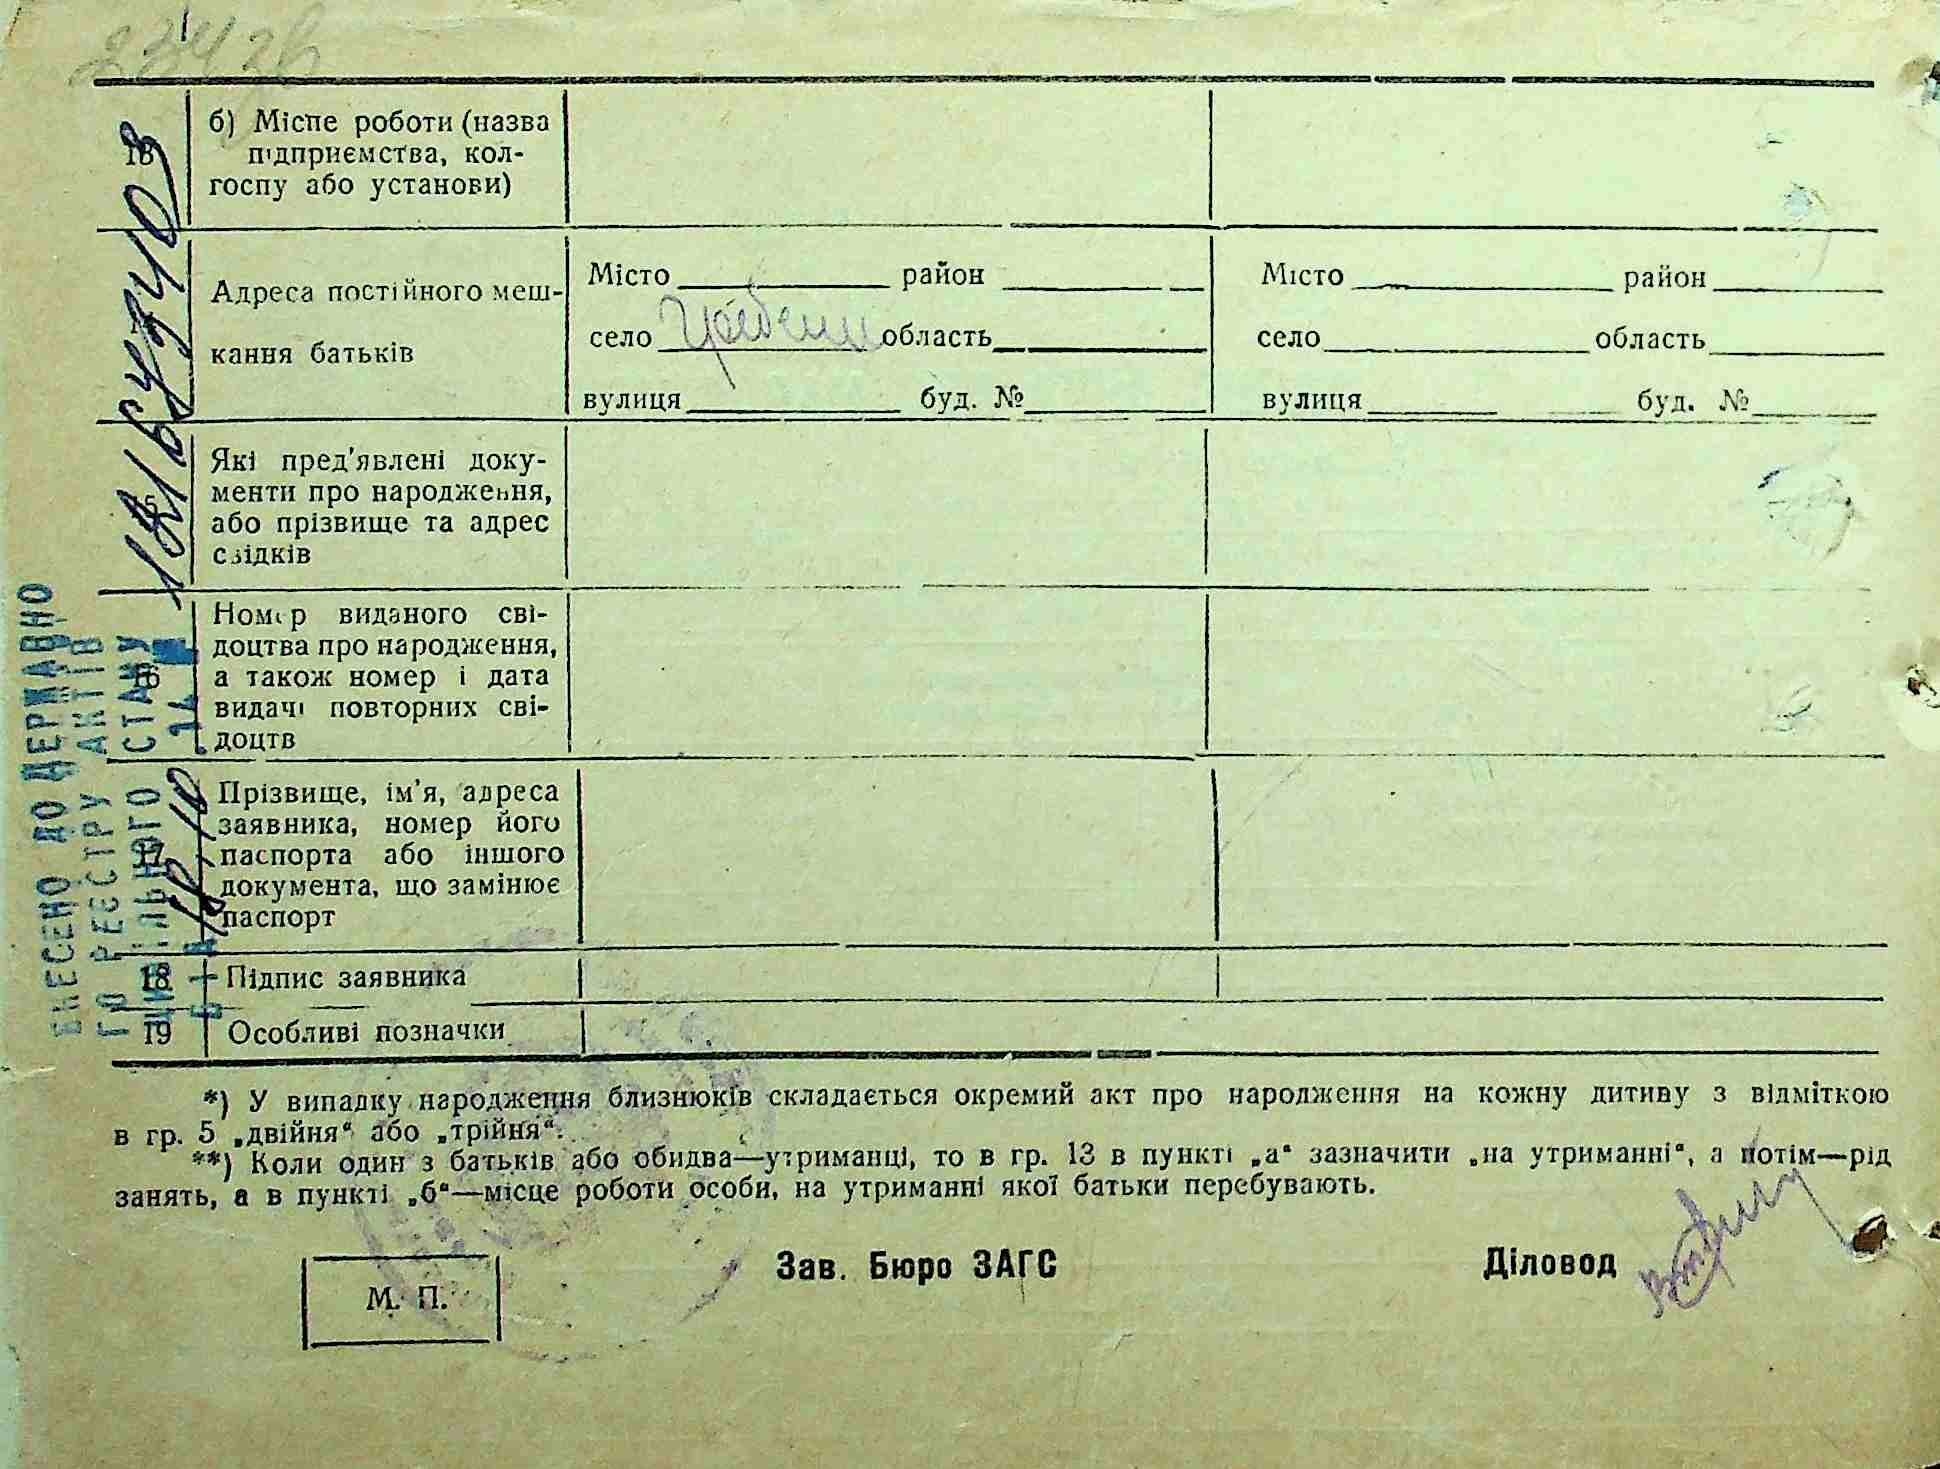 13
б) Місце роботи (назва
підприємства, кол-
госпу або установи)
Адреса постійного меш-
кання батьків
Місто район
село Гребени область
вулиця буд. №
Місто район
село область
вулиця буд. №
15
Які пред'явлені доку-
менти про народження,
або прізвище та адрес
свідків
16
Номер виданого сві-
доцтва про народження,
а також номер і дата
видачі повторних сві-
доцтв
17
Прізвище, ім'я, адреса
заявника, номер його
паспорта або іншого
документа, що замінює
паспорт
18 Підпис заявника
19 Особливі позначки
ВНЕСЕНО ДО ДЕРЖАВНО
ГО РЕЄСТРУ АКТІВ
ЦИВІЛЬНОГО СТАНУ
*) У випадку народження близнюків складається окремий акт про народження на кожну дитину з відміткою
в гр. 5 „двійня“ або „трійня“.
**) Коли один з батьків або обидва—утриманці, то в гр. 13 в пункті „а“ зазначити „на утриманні“, а потім—рід
занять, а в пункті „б“—місце роботи особи, на утриманні якої батьки перебувають.
М. П.
Зав. Бюро ЗАГС
Діловод